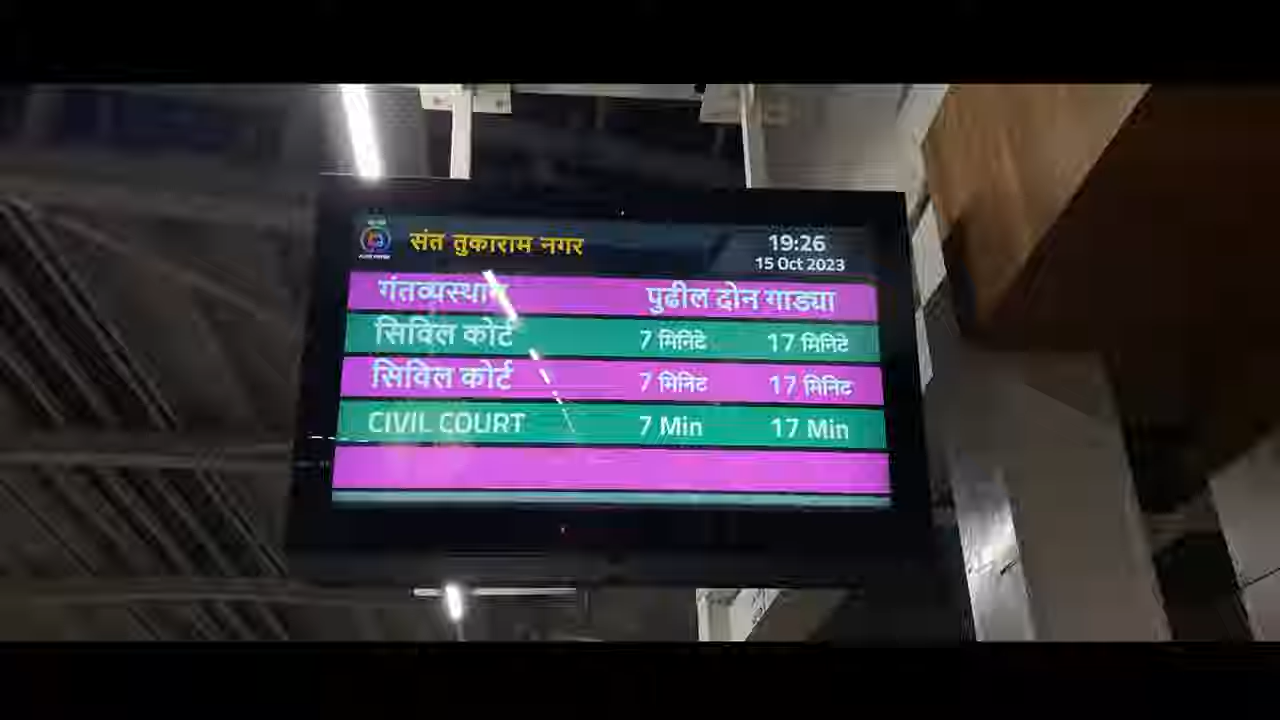 संत तुकाराम नगर 19:26
15 Oct 2023
गंतव्यस्थान पुढील दोन गाड्या
सिविल कोर्ट 7 मिनिटे 17 मिनिटे
सिविल कोर्ट 7 मिनिट 17 मिनिट
CIVIL COURT 7 Min 17 Min